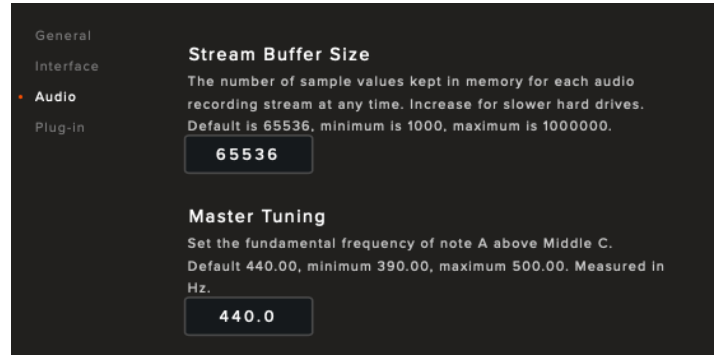 General
Interface
Audio
Plug-in
Stream Buffer Size
The number of sample values kept in memory for each audio
recording stream at any time. Increase for slower hard drives.
Default is 65536, minimum is 1000, maximum is 1000000.
65536
Master Tuning
Set the fundamental frequency of note A above Middle C.
Default 440.00, minimum 390.00, maximum 500.00. Measured in
Hz.
440.0